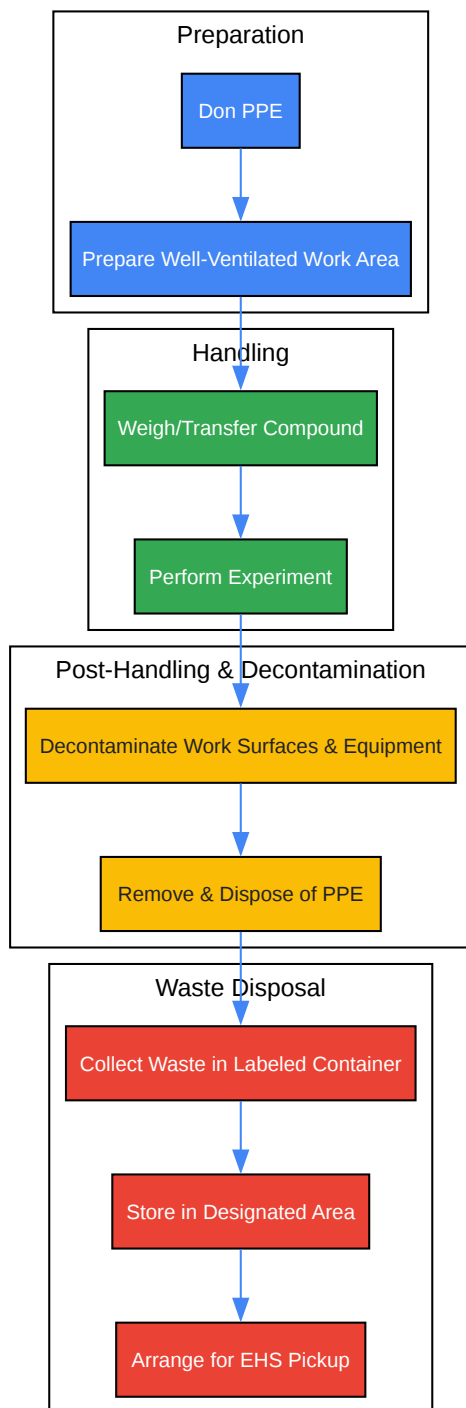 Preparation
Don PPE
Prepare Well-Ventilated Work Area
Handling
Weigh/Transfer Compound
Perform Experiment
Post-Handling & Decontamination
Decontaminate Work Surfaces & Equipment
Remove & Dispose of PPE
Waste Disposal
Collect Waste in Labeled Container
Store in Designated Area
Arrange for EHS Pickup